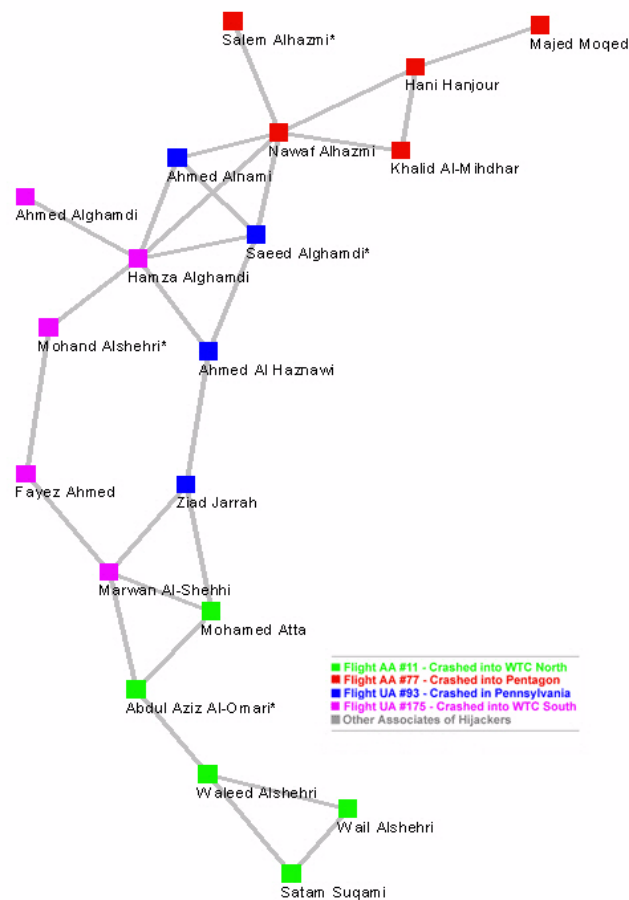 Salem Alhazmi*
Majed Moqed
Hani Hanjour
Nawaf Alhazmi
Khalid Al-Mihdhar
Ahmed Alnami
Ahmed Alghamdi
Saeed Alghamdi*
Hamza Alghamdi
Mohand Alshehri*
Ahmed Al Haznawi
Fayez Ahmed
Ziad Jarrah
Marwan Al-Shehhi
Mohamed Atta
Flight AA #11 - Crashed into WTC North
Flight AA #77 - Crashed into Pentagon
Flight UA #93 - Crashed in Pennsylvania
Flight UA #175 - Crashed into WTC South
Other Associates of Hijackers
Abdul Aziz Al-Omari*
Waleed Alshehri
Wail Alshehri
Satam Suqami